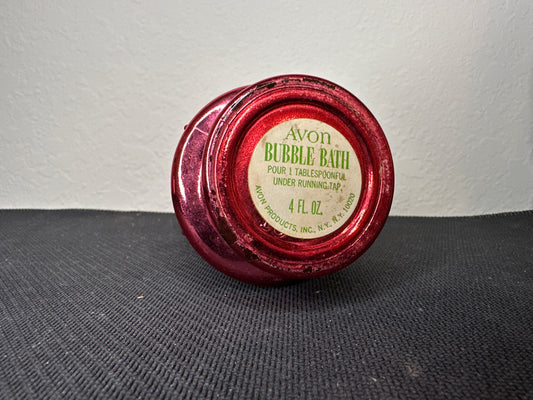 Avon
BUBBLE BATH
POUR 1 TABLESPOONFUL
UNDER RUNNING TAP.
4 FL. OZ.
AVON PRODUCTS, INC., N.Y., N.Y. 10020